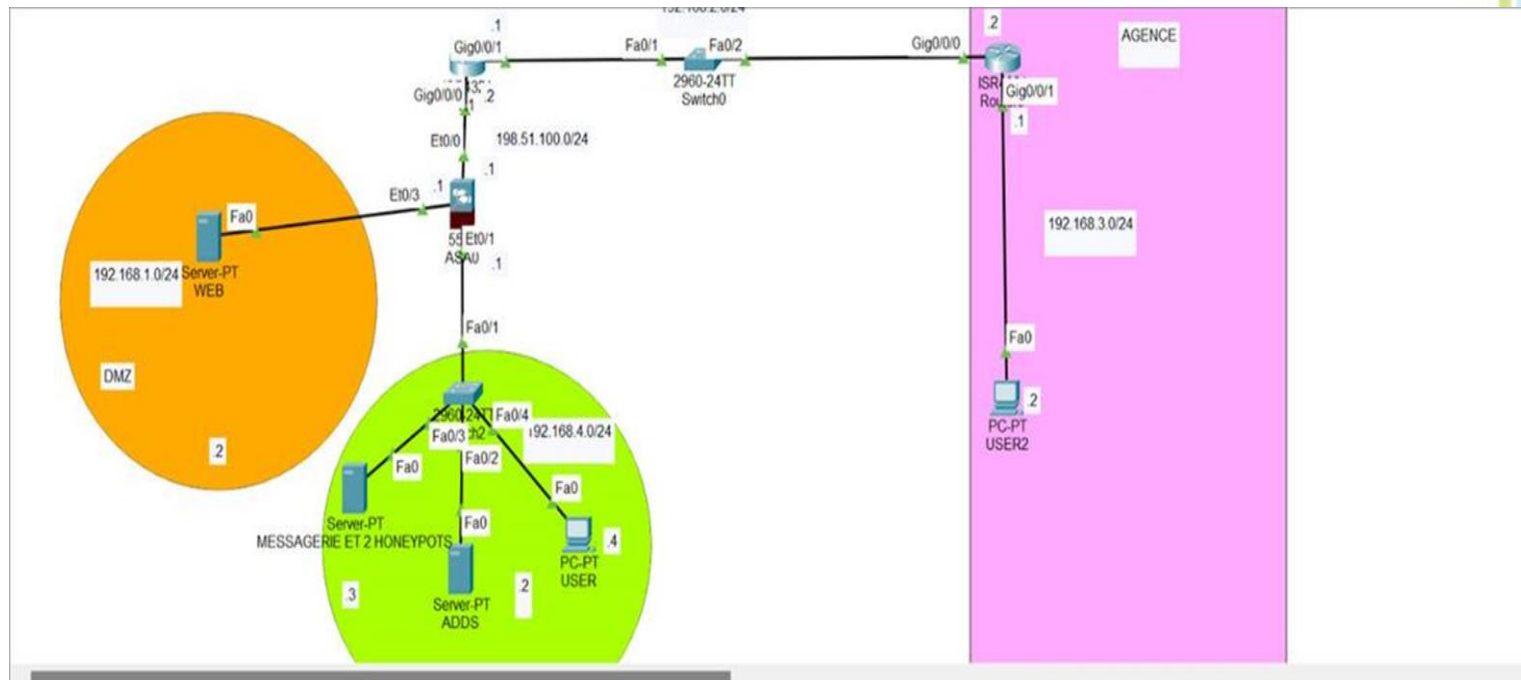 .1
Gig0/0/1
Fa0/1
Fa0/2
Gig0/0/0
.2
AGENCE
2960-24TT
Switch0
Gig0/0/0
.2
Gig0/0/1
.1
Et0/0
198.51.100.0/24
.1
Et0/3
.1
Fa0
Et0/1
.1
192.168.1.0/24
Server-PT
WEB
192.168.3.0/24
Fa0/1
Fa0
DMZ
.2
PC-PT
USER2
Fa0/4
Fa0/3
192.168.4.0/24
.2
Fa0/2
Fa0
Fa0
Server-PT
MESSAGERIE ET 2 HONEYPOTS
Fa0
.4
PC-PT
USER
.3
.2
Server-PT
ADDS